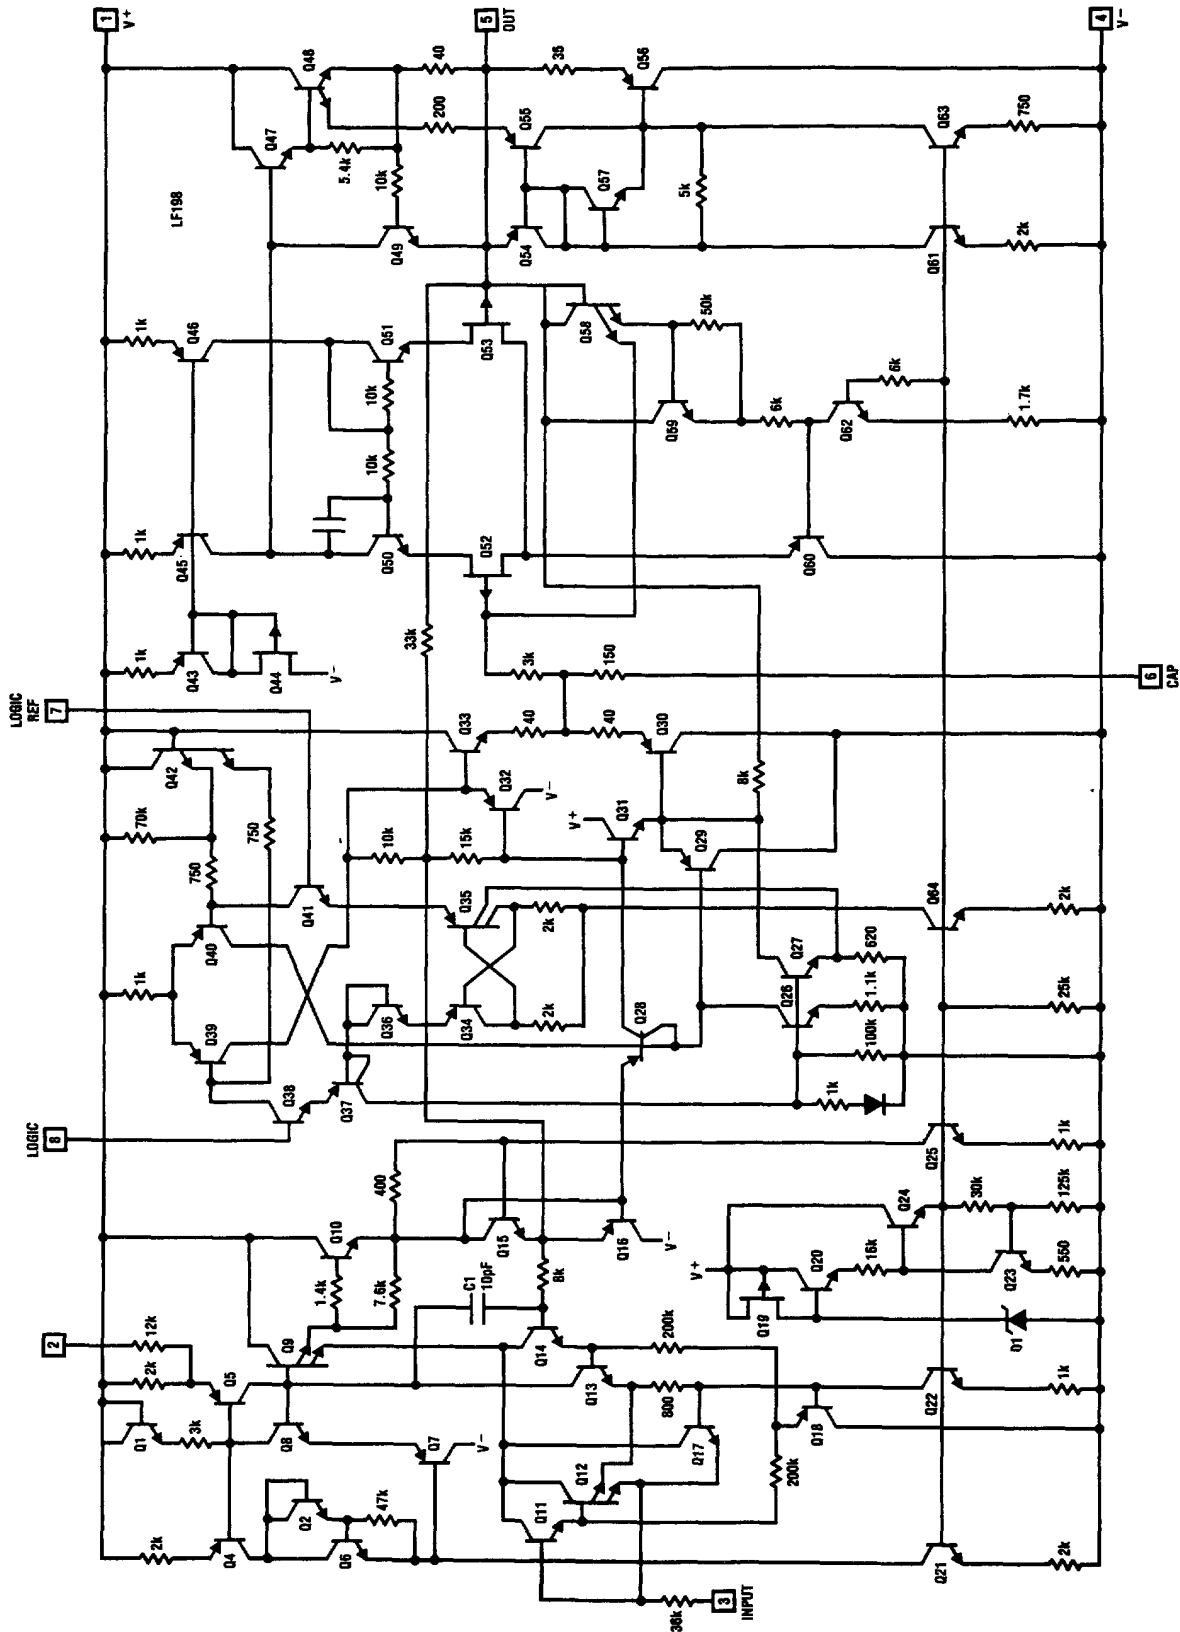 1
V+
5
OUT
4
V−
Q48
40
35
Q56
200
Q55
Q47
5.4k
Q63
750
10k
Q57
5k
LF198
Q49
Q54
Q61
2k
1k
Q46
Q51
Q53
Q58
50k
10k
6k
Q59
6k
Q62
1.7k
10k
1k
Q45
Q50
Q52
Q60
33k
1k
Q43
Q44
V−
3k
150
6
CAP
LOGIC
REF
7
Q42
Q33
40
40
Q30
70k
750
Q32
V−
8k
750
10k
15k
V+
Q31
Q29
Q41
Q35
Q64
2k
Q40
2k
Q27
620
1k
Q36
Q34
2k
Q28
Q26
1.1k
25k
Q39
100k
Q38
Q37
1k
LOGIC
8
400
Q25
1k
Q10
Q15
Q16
V−
Q24
30k
125k
1.4k
7.6k
C1
10pF
8k
V+
Q20
16k
Q23
550
Q19
D1
2
12k
2k
Q5
Q9
Q14
200k
Q13
800
Q22
1k
Q1
3k
Q8
Q7
V−
Q17
Q18
Q12
200k
Q2
47k
Q11
2k
Q4
Q6
Q21
2k
36k
3
INPUT